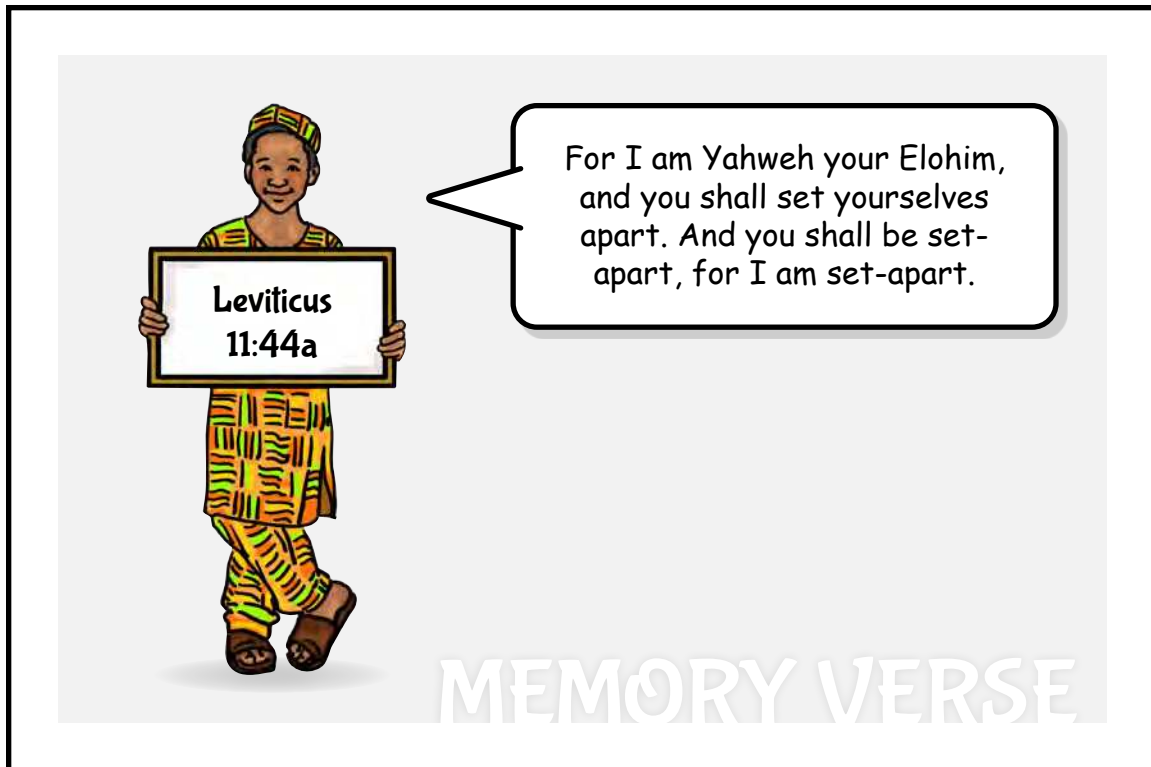 For I am Yahweh your Elohim,
and you shall set yourselves
apart. And you shall be set-
apart, for I am set-apart.
Leviticus
11:44a
MEMORY VERSE